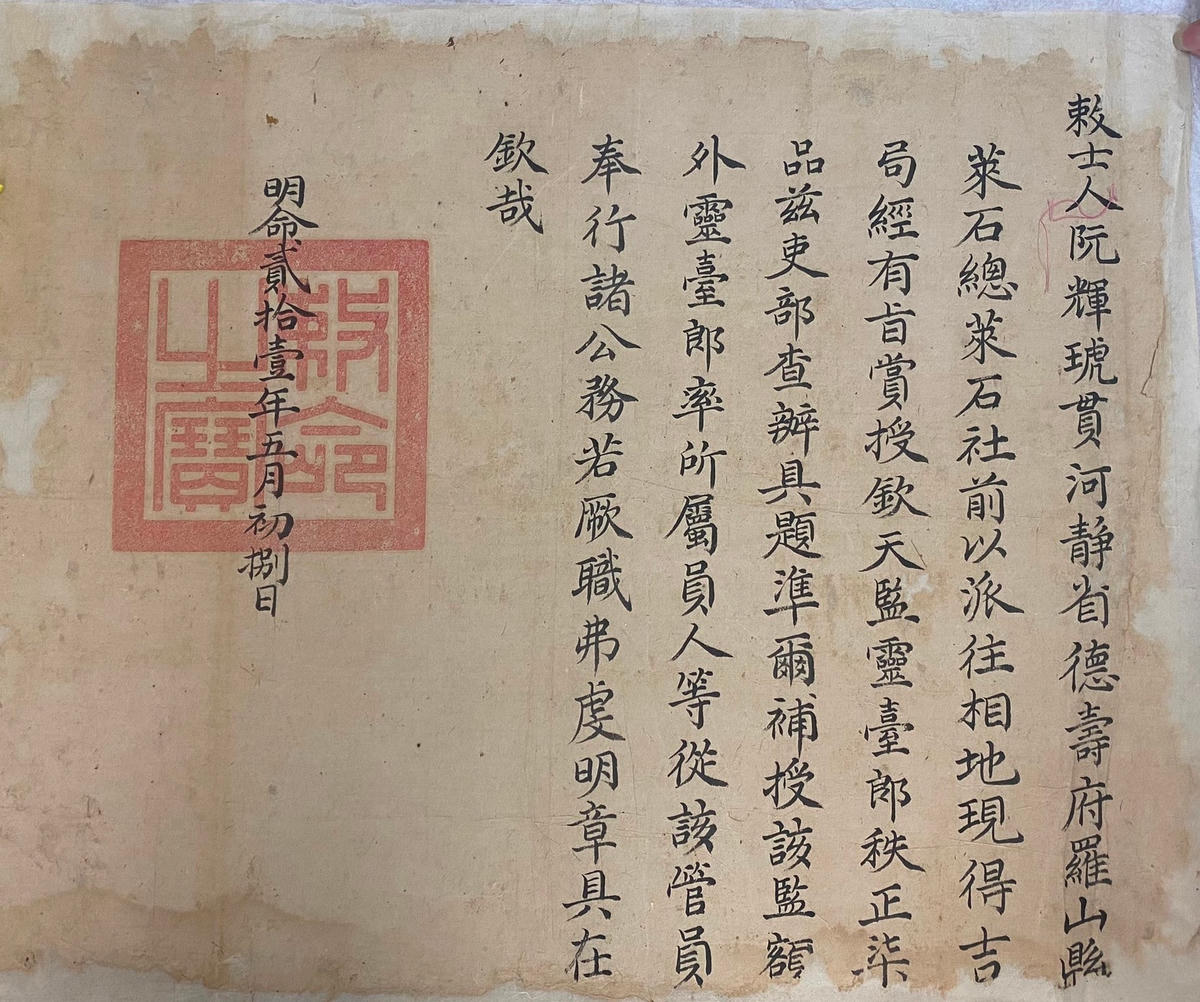 敕士人阮輝琥貫河靜省德壽府羅山縣
萊石總萊石社前以派往相地現得吉
局經有旨賞授欽天監靈臺郎秩正柒
品茲吏部查辦具題準爾補授該監額
外靈臺郎率所屬員人等從該管員
奉行諸公務若厥職弗虔明章具在
欽哉
明命貳拾壹年五月初捌日
敕命
之寶